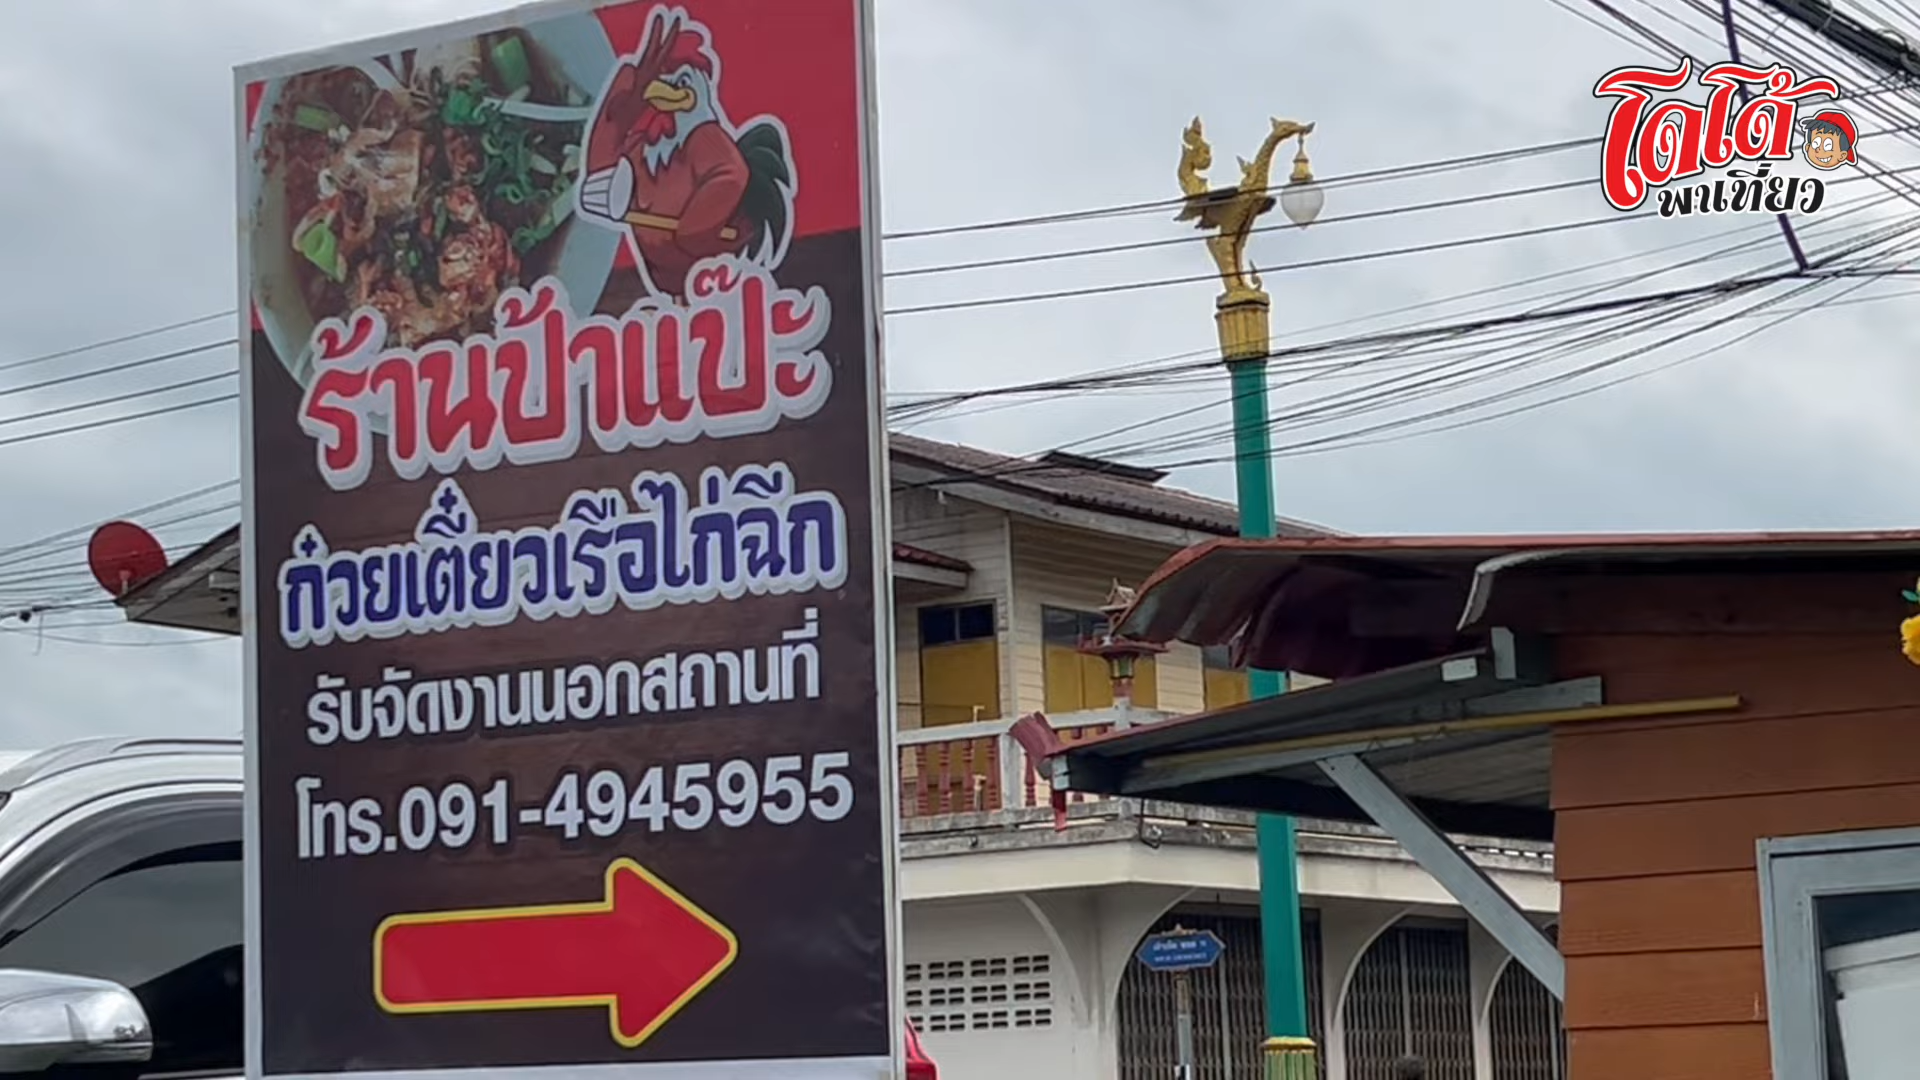 ร้านป้าแป๊ะ
ก๋วยเตี๋ยวเรือไก่ฉีก
รับจัดงานนอกสถานที่
โทร.091-4945955
โตโต้
พาเที่ยว